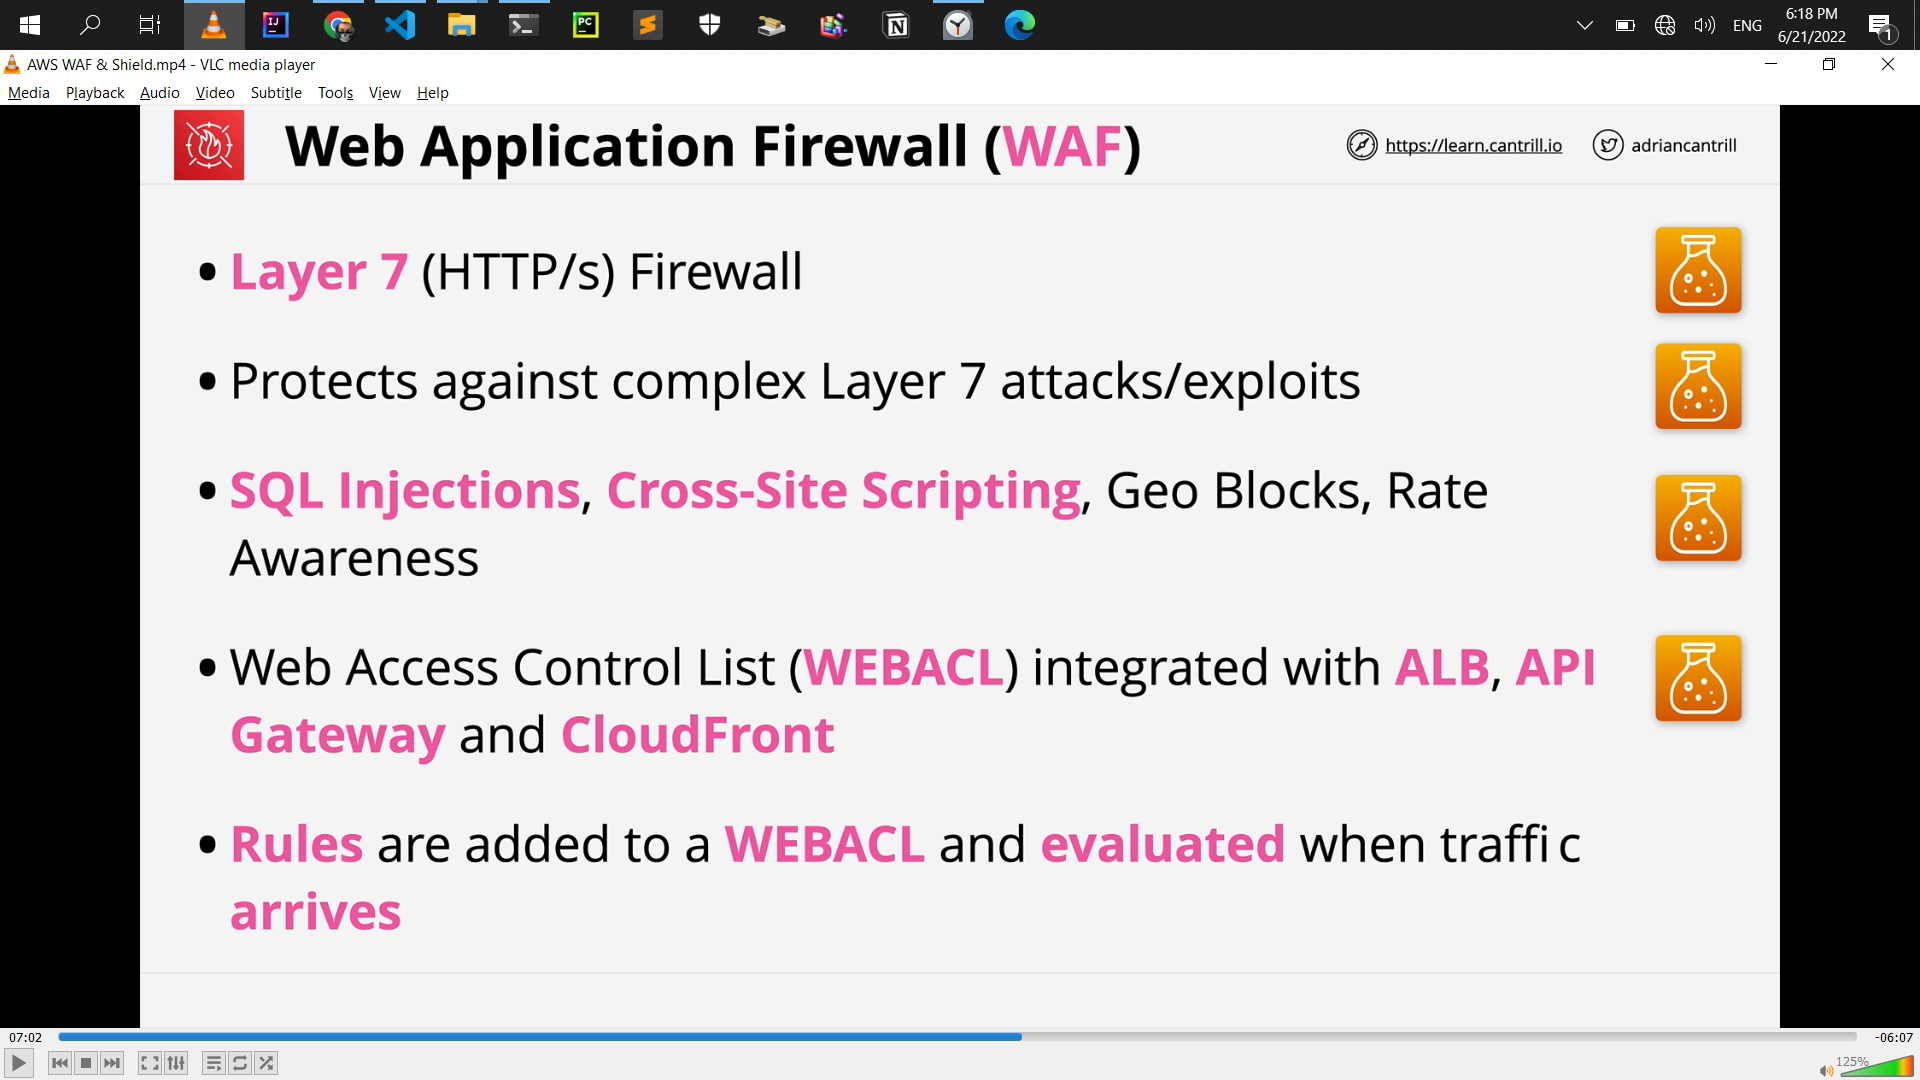 IJ
PC
ENG
6:18 PM
6/21/2022
1
AWS WAF & Shield.mp4 - VLC media player
Media Playback Audio Video Subtitle Tools View Help
Web Application Firewall (WAF)
https://learn.cantrill.io
adriancantrill
• Layer 7 (HTTP/s) Firewall
• Protects against complex Layer 7 attacks/exploits
• SQL Injections, Cross-Site Scripting, Geo Blocks, Rate
Awareness
• Web Access Control List (WEBACL) integrated with ALB, API
Gateway and CloudFront
• Rules are added to a WEBACL and evaluated when traffic
arrives
07:02
-06:07
125%